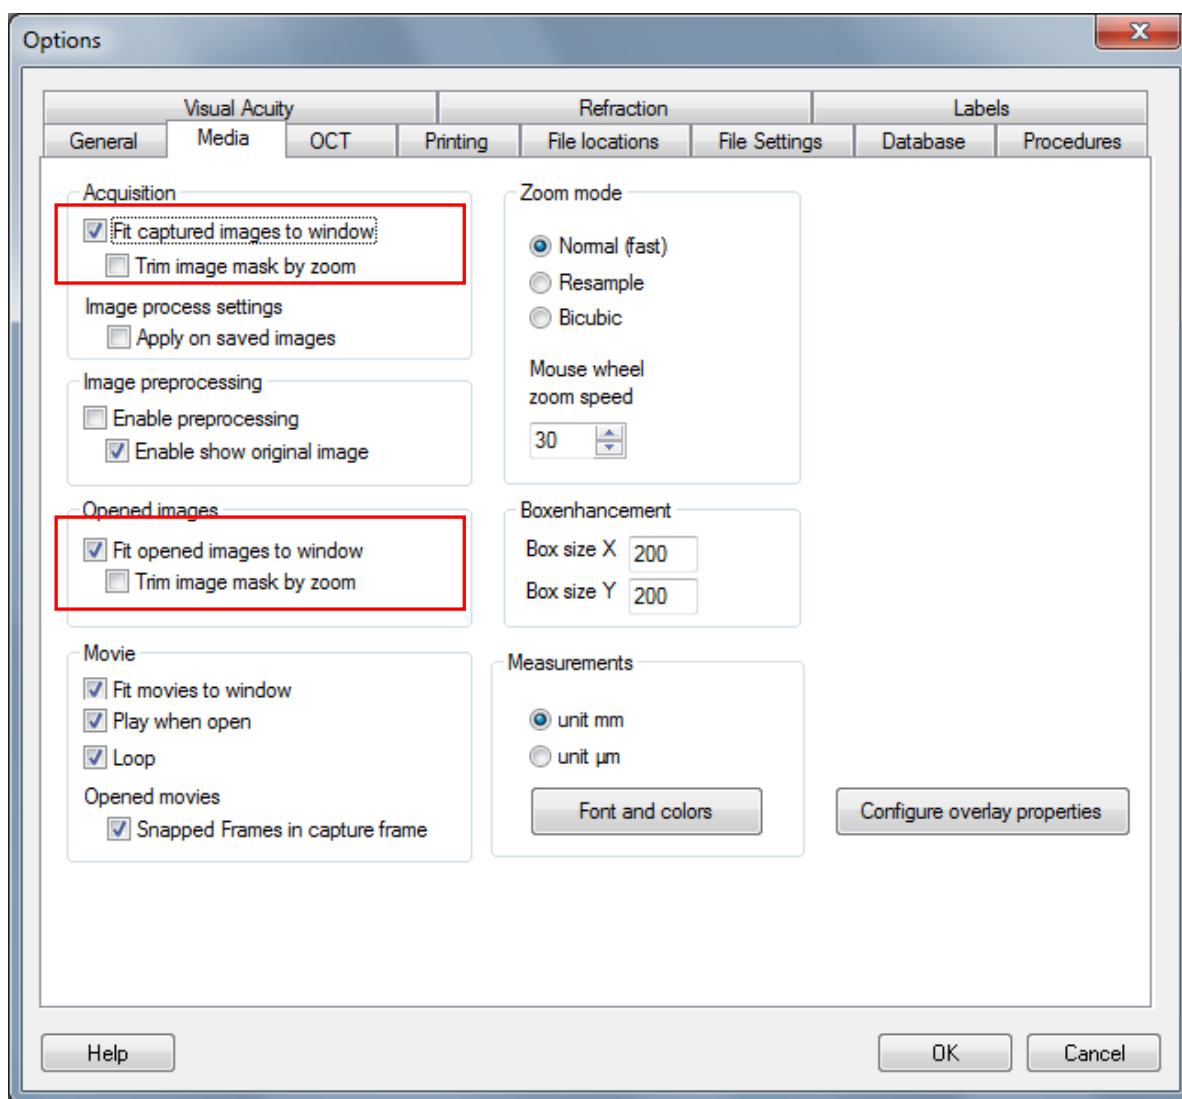 Options
Visual Acuity
Refraction
Labels
General
Media
OCT
Printing
File locations
File Settings
Database
Procedures
Acquisition
Fit captured images to window
Trim image mask by zoom
Image process settings
Apply on saved images
Image preprocessing
Enable preprocessing
Enable show original image
Opened images
Fit opened images to window
Trim image mask by zoom
Movie
Fit movies to window
Play when open
Loop
Opened movies
Snapped Frames in capture frame
Zoom mode
Normal (fast)
Resample
Bicubic
Mouse wheel
zoom speed
30
Boxenhancement
Box size X 200
Box size Y 200
Measurements
unit mm
unit µm
Font and colors
Configure overlay properties
Help
OK
Cancel